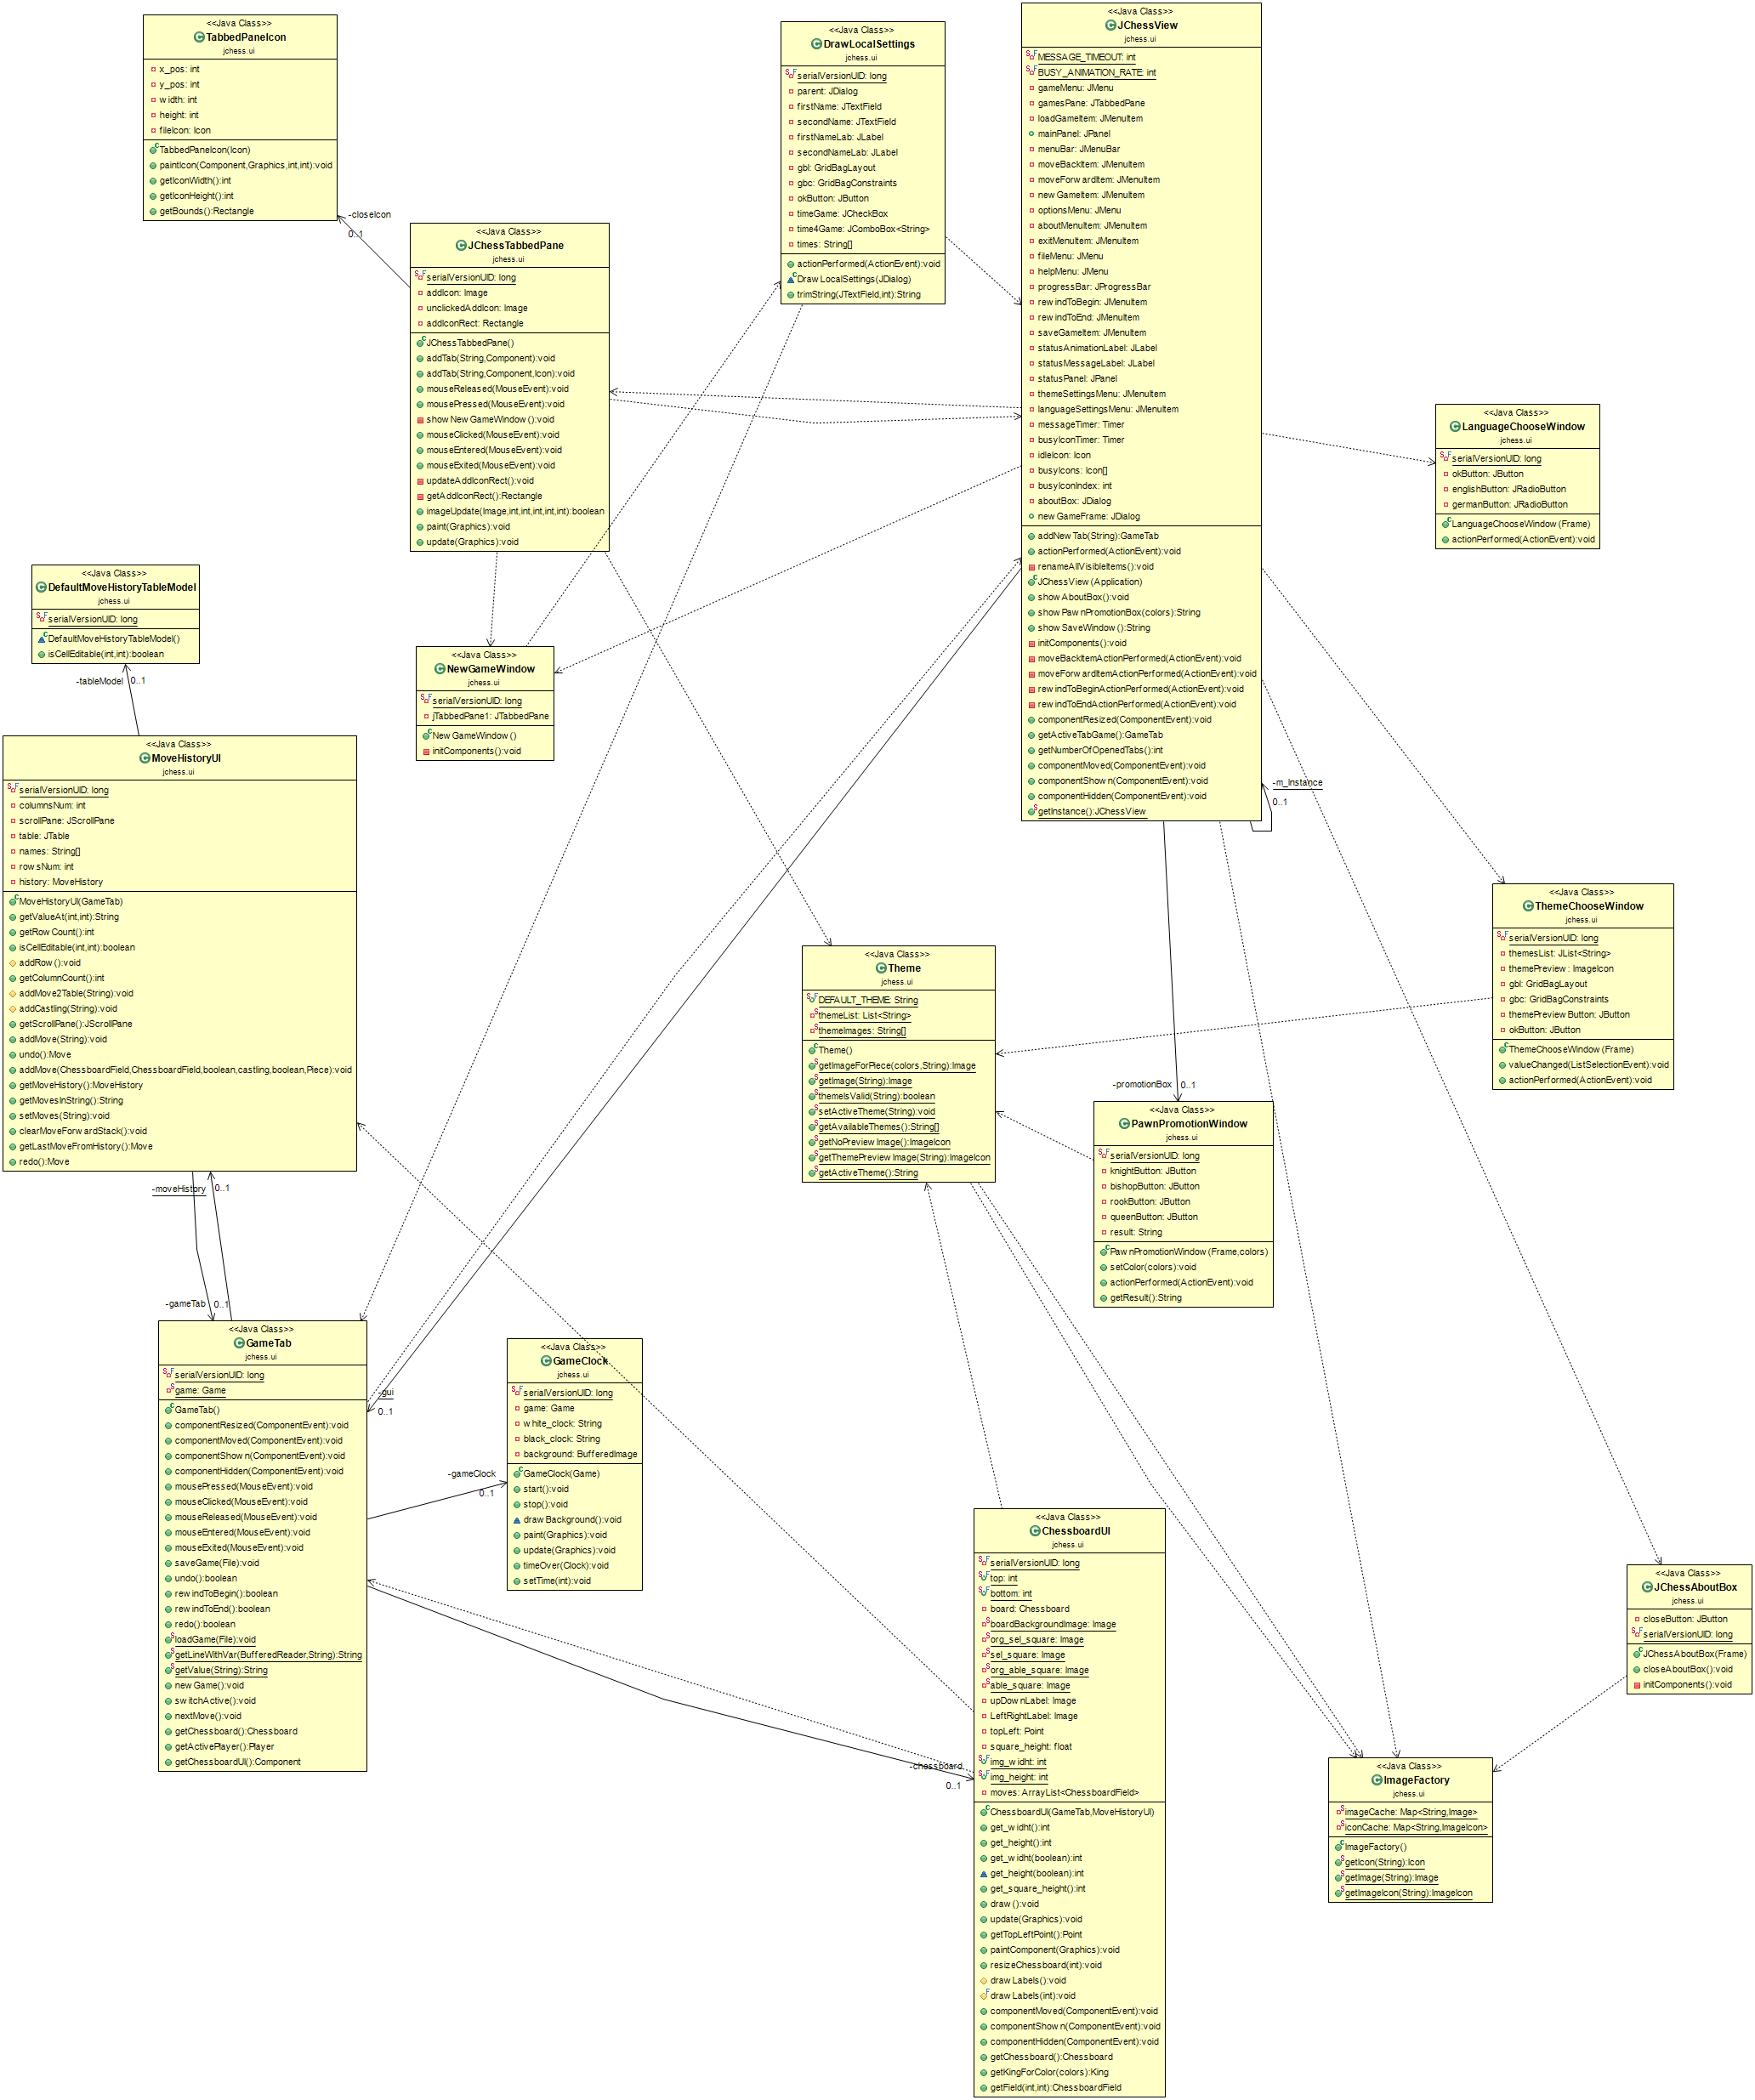 <<Java Class>>
TabbedPaneIcon
jchess.ui
x_pos: int
y_pos: int
width: int
height: int
fileIcon: Icon
TabbedPaneIcon(Icon)
paintIcon(Component,Graphics,int,int):void
getIconWidth():int
getIconHeight():int
getBounds():Rectangle
-closeIcon
0..1
<<Java Class>>
JChessTabbedPane
jchess.ui
serialVersionUID: long
addIcon: Image
unclickedAddIcon: Image
addIconRect: Rectangle
JChessTabbedPane()
addTab(String,Component):void
addTab(String,Component,Icon):void
mouseReleased(MouseEvent):void
mousePressed(MouseEvent):void
showNewGameWindow():void
mouseClicked(MouseEvent):void
mouseEntered(MouseEvent):void
mouseExited(MouseEvent):void
updateAddIconRect():void
getAddIconRect():Rectangle
imageUpdate(Image,int,int,int,int,int):boolean
paint(Graphics):void
update(Graphics):void
<<Java Class>>
DrawLocalSettings
jchess.ui
serialVersionUID: long
parent: JDialog
firstName: JTextField
secondName: JTextField
firstNameLab: JLabel
secondNameLab: JLabel
gbl: GridBagLayout
gbc: GridBagConstraints
okButton: JButton
timeGame: JCheckBox
time4Game: JComboBox<String>
times: String[]
actionPerformed(ActionEvent):void
DrawLocalSettings(JDialog)
trimString(JTextField,int):String
<<Java Class>>
JChessView
jchess.ui
MESSAGE_TIMEOUT: int
BUSY_ANIMATION_RATE: int
gameMenu: JMenu
gamesPane: JTabbedPane
loadGameItem: JMenuItem
mainPanel: JPanel
menuBar: JMenuBar
moveBackItem: JMenuItem
moveForwardItem: JMenuItem
newGameItem: JMenuItem
optionsMenu: JMenu
aboutMenuItem: JMenuItem
exitMenuItem: JMenuItem
fileMenu: JMenu
helpMenu: JMenu
progressBar: JProgressBar
rewindToBegin: JMenuItem
rewindToEnd: JMenuItem
saveGameItem: JMenuItem
statusAnimationLabel: JLabel
statusMessageLabel: JLabel
statusPanel: JPanel
themeSettingsMenu: JMenuItem
languageSettingsMenu: JMenuItem
messageTimer: Timer
busyIconTimer: Timer
idleIcon: Icon
busyIcons: Icon[]
busyIconIndex: int
aboutBox: JDialog
newGameFrame: JDialog
addNewTab(String):GameTab
actionPerformed(ActionEvent):void
renameAllVisibleItems():void
JChessView(Application)
showAboutBox():void
showPawnPromotionBox(colors):String
showSaveWindow():String
initComponents():void
moveBackItemActionPerformed(ActionEvent):void
moveForwardItemActionPerformed(ActionEvent):void
rewindToBeginActionPerformed(ActionEvent):void
rewindToEndActionPerformed(ActionEvent):void
componentResized(ComponentEvent):void
getActiveTabGame():GameTab
getNumberOfOpenedTabs():int
componentMoved(ComponentEvent):void
componentShown(ComponentEvent):void
componentHidden(ComponentEvent):void
getInstance():JChessView
-m_Instance
0..1
<<Java Class>>
LanguageChooseWindow
jchess.ui
serialVersionUID: long
okButton: JButton
englishButton: JRadioButton
germanButton: JRadioButton
LanguageChooseWindow(Frame)
actionPerformed(ActionEvent):void
<<Java Class>>
DefaultMoveHistoryTableModel
jchess.ui
serialVersionUID: long
DefaultMoveHistoryTableModel()
isCellEditable(int,int):boolean
-tableModel
0..1
<<Java Class>>
NewGameWindow
jchess.ui
serialVersionUID: long
jTabbedPane1: JTabbedPane
NewGameWindow()
initComponents():void
<<Java Class>>
MoveHistoryUI
jchess.ui
serialVersionUID: long
columnsNum: int
scrollPane: JScrollPane
table: JTable
names: String[]
rowsNum: int
history: MoveHistory
MoveHistoryUI(GameTab)
getValueAt(int,int):String
getRowCount():int
isCellEditable(int,int):boolean
addRow():void
getColumnCount():int
addMove2Table(String):void
addCastling(String):void
getScrollPane():JScrollPane
addMove(String):void
undo():Move
addMove(ChessboardField,ChessboardField,boolean,castling,boolean,Piece):void
getMoveHistory():MoveHistory
getMovesInString():String
setMoves(String):void
clearMoveForwardStack():void
getLastMoveFromHistory():Move
redo():Move
-moveHistory
0..1
-gameTab
0..1
<<Java Class>>
ThemeChooseWindow
jchess.ui
serialVersionUID: long
themesList: JList<String>
themePreview: ImageIcon
gbl: GridBagLayout
gbc: GridBagConstraints
themePreviewButton: JButton
okButton: JButton
ThemeChooseWindow(Frame)
valueChanged(ListSelectionEvent):void
actionPerformed(ActionEvent):void
<<Java Class>>
Theme
jchess.ui
DEFAULT_THEME: String
themeList: List<String>
themeImages: String[]
Theme()
getImageForPiece(colors,String):Image
getImage(String):Image
themeIsValid(String):boolean
setActiveTheme(String):void
getAvailableThemes():String[]
getNoPreviewImage():ImageIcon
getThemePreviewImage(String):ImageIcon
getActiveTheme():String
-promotionBox
0..1
<<Java Class>>
PawnPromotionWindow
jchess.ui
serialVersionUID: long
knightButton: JButton
bishopButton: JButton
rookButton: JButton
queenButton: JButton
result: String
PawnPromotionWindow(Frame,colors)
setColor(colors):void
actionPerformed(ActionEvent):void
getResult():String
<<Java Class>>
GameTab
jchess.ui
serialVersionUID: long
game: Game
GameTab()
componentResized(ComponentEvent):void
componentMoved(ComponentEvent):void
componentShown(ComponentEvent):void
componentHidden(ComponentEvent):void
mousePressed(MouseEvent):void
mouseClicked(MouseEvent):void
mouseReleased(MouseEvent):void
mouseEntered(MouseEvent):void
mouseExited(MouseEvent):void
saveGame(File):void
undo():boolean
rewindToBegin():boolean
rewindToEnd():boolean
redo():boolean
loadGame(File):void
getLineWithVar(BufferedReader,String):String
getValue(String):String
newGame():void
switchActive():void
nextMove():void
getChessboard():Chessboard
getActivePlayer():Player
getChessboardUI():Component
-gui
0..1
-gameClock
0..1
<<Java Class>>
GameClock
jchess.ui
serialVersionUID: long
game: Game
white_clock: String
black_clock: String
background: BufferedImage
GameClock(Game)
start():void
stop():void
drawBackground():void
paint(Graphics):void
update(Graphics):void
timeOver(Clock):void
setTime(int):void
-chessboard
0..1
<<Java Class>>
ChessboardUI
jchess.ui
serialVersionUID: long
top: int
bottom: int
board: Chessboard
boardBackgroundImage: Image
org_sel_square: Image
sel_square: Image
org_able_square: Image
able_square: Image
upDownLabel: Image
LeftRightLabel: Image
topLeft: Point
square_height: float
img_widht: int
img_height: int
moves: ArrayList<ChessboardField>
ChessboardUI(GameTab,MoveHistoryUI)
get_widht():int
get_height():int
get_widht(boolean):int
get_height(boolean):int
get_square_height():int
draw():void
update(Graphics):void
getTopLeftPoint():Point
paintComponent(Graphics):void
resizeChessboard(int):void
drawLabels():void
drawLabels(int):void
componentMoved(ComponentEvent):void
componentShown(ComponentEvent):void
componentHidden(ComponentEvent):void
getChessboard():Chessboard
getKingForColor(colors):King
getField(int,int):ChessboardField
<<Java Class>>
JChessAboutBox
jchess.ui
closeButton: JButton
serialVersionUID: long
JChessAboutBox(Frame)
closeAboutBox():void
initComponents():void
<<Java Class>>
ImageFactory
jchess.ui
imageCache: Map<String,Image>
iconCache: Map<String,ImageIcon>
ImageFactory()
getIcon(String):Icon
getImage(String):Image
getImageIcon(String):ImageIcon